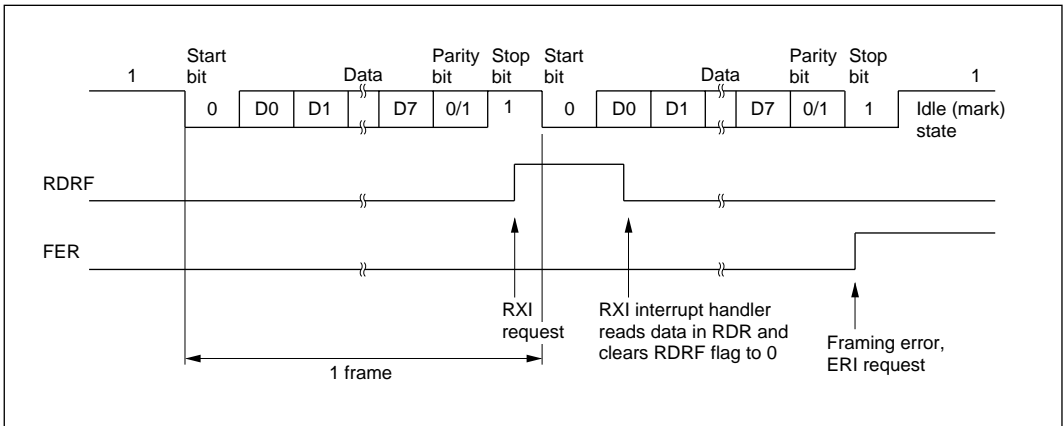 1
Start bit
Data
Parity bit
Stop bit
Start bit
Data
Parity bit
Stop bit
1
0 D0 D1 D7 0/1 1 0 D0 D1 D7 0/1 1
Idle (mark) state
RDRF
FER
RXI request
RXI interrupt handler
reads data in RDR and
clears RDRF flag to 0
Framing error,
ERI request
1 frame